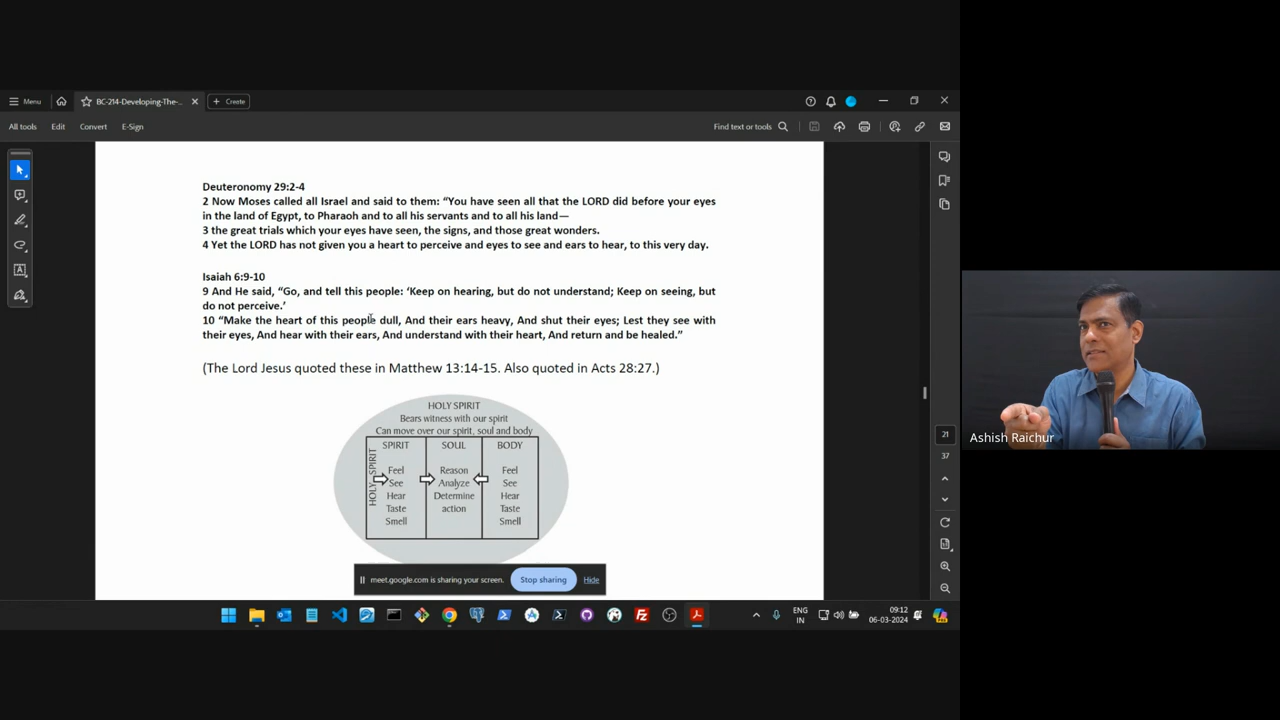 Menu
BC-214-Developing-The-...
Create
All tools
Edit
Convert
E-Sign
Find text or tools
Deuteronomy 29:2-4
2 Now Moses called all Israel and said to them: “You have seen all that the LORD did before your eyes
in the land of Egypt, to Pharaoh and to all his servants and to all his land—
3 the great trials which your eyes have seen, the signs, and those great wonders.
4 Yet the LORD has not given you a heart to perceive and eyes to see and ears to hear, to this very day.
Isaiah 6:9-10
9 And He said, “Go, and tell this people: ‘Keep on hearing, but do not understand; Keep on seeing, but
do not perceive.’
10 “Make the heart of this people dull, And their ears heavy, And shut their eyes; Lest they see with
their eyes, And hear with their ears, And understand with their heart, And return and be healed.”
(The Lord Jesus quoted these in Matthew 13:14-15. Also quoted in Acts 28:27.)
HOLY SPIRIT
Bears witness with our spirit
Can move over our spirit, soul and body
HOLY SPIRIT
SPIRIT
Feel
See
Hear
Taste
Smell
SOUL
Reason
Analyze
Determine
action
BODY
Feel
See
Hear
Taste
Smell
21
37
meet.google.com is sharing your screen.
Stop sharing
Hide
ENG
IN
09:12
06-03-2024
Ashish Raichur